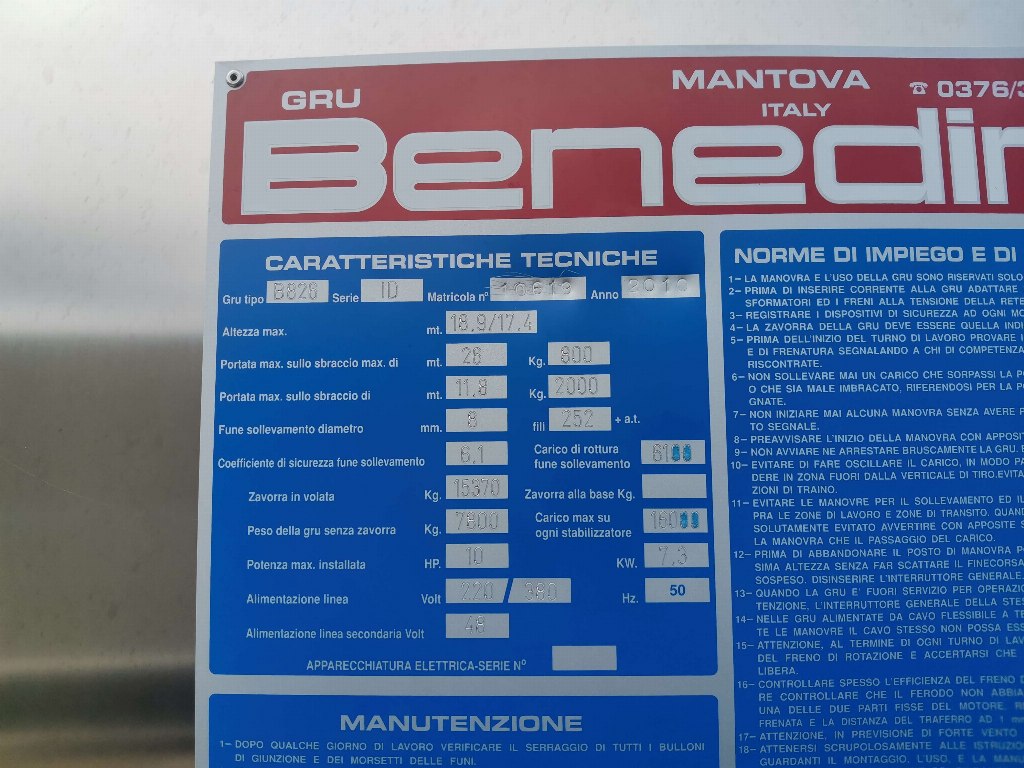 GRU
MANTOVA
ITALY
☎ 0376/3
Benedin
CARATTERISTICHE TECNICHE
Gru tipo B828 Serie ID Matricola n° 10613 Anno 2010
Altezza max. mt. 18.9/17.4
Portata max. sullo sbraccio max. di mt. 28 Kg. 800
Portata max. sullo sbraccio di mt. 11,8 Kg. 2000
Fune sollevamento diametro mm. 8 fili 252 + a.t.
Coefficiente di sicurezza fune sollevamento 6.1 Carico di rottura fune sollevamento 6100
Zavorra in volata Kg. 15370 Zavorra alla base Kg.
Peso della gru senza zavorra Kg. 7800 Carico max su ogni stabilizzatore 16000
Potenza max. installata HP. 10 KW. 7.3
Alimentazione linea Volt 220 / 380 Hz. 50
Alimentazione linea secondaria Volt 48
APPARECCHIATURA ELETTRICA-SERIE N°
MANUTENZIONE
1- DOPO QUALCHE GIORNO DI LAVORO VERIFICARE IL SERRAGGIO DI TUTTI I BULLONI
DI GIUNZIONE E DEI MORSETTI DELLE FUNI.
NORME DI IMPIEGO E DI
1- LA MANOVRA E L'USO DELLA GRU SONO RISERVATI SOLO
2- PRIMA DI INSERIRE CORRENTE ALLA GRU ADATTARE
SFORMATORI ED I FRENI ALLA TENSIONE DELLA RETE
3- REGISTRARE I DISPOSITIVI DI SICUREZZA AD OGNI MO
4- LA ZAVORRA DELLA GRU DEVE ESSERE QUELLA INDI
5- PRIMA DELL'INIZIO DEL TURNO DI LAVORO PROVARE I
E DI FRENATURA SEGNALANDO A CHI DI COMPETENZA
RISCONTRATE.
6- NON SOLLEVARE MAI UN CARICO CHE SORPASSI LA PO
O CHE SIA MALE IMBRACATO, RIFERENDOSI PER LA PO
GNATE.
7- NON INIZIARE MAI ALCUNA MANOVRA SENZA AVERE P
TO SEGNALE.
8- PREAVVISARE L'INIZIO DELLA MANOVRA CON APPOSIT
9- NON AVVIARE NE ARRESTARE BRUSCAMENTE LA GRU. E
10- EVITARE DI FARE OSCILLARE IL CARICO, IN MODO PA
DERE IN ZONA FUORI DALLA VERTICALE DI TIRO.EVITA
ZIONI DI TRAINO.
11- EVITARE LE MANOVRE PER IL SOLLEVAMENTO ED IL
PRA LE ZONE DI LAVORO E ZONE DI TRANSITO. QUAND
SOLUTAMENTE EVITATO AVVERTIRE CON APPOSITE S
LA MANOVRA CHE IL PASSAGGIO DEL CARICO.
12- PRIMA DI ABBANDONARE IL POSTO DI MANOVRA PO
SIMA ALTEZZA SENZA FAR SCATTARE IL FINECORSA
SOSPESO. DISINSERIRE L'INTERRUTTORE GENERALE.
13- QUANDO LA GRU E' FUORI SERVIZIO PER OPERAZIO
TENZIONE, L'INTERRUTTORE GENERALE DELLA STES
14- NELLE GRU ALIMENTATE DA CAVO FLESSIBILE A TE
TE LE MANOVRE IL CAVO STESSO NON POSSA ESS
15- ATTENZIONE, AL TERMINE DI OGNI TURNO DI LAV
DEL FRENO DI ROTAZIONE E ACCERTARSI CHE
LIBERA.
16- CONTROLLARE SPESSO L'EFFICENZA DEL FRENO D
RE CONTROLLARE CHE IL FERODO NON ABBIA
UNA DELLE DUE PARTI FISSE DEL MOTORE. RE
FRENATA E LA DISTANZA DEL TRAFERRO AD 1 mm
17- ATTENZIONE, IN PREVISIONE DI FORTE VENTO
18- ATTENERSI SCRUPOLOSAMENTE ALLE ISTRUZIO
GUARDANTI IL MONTAGGIO, L'USO, E LA MANU